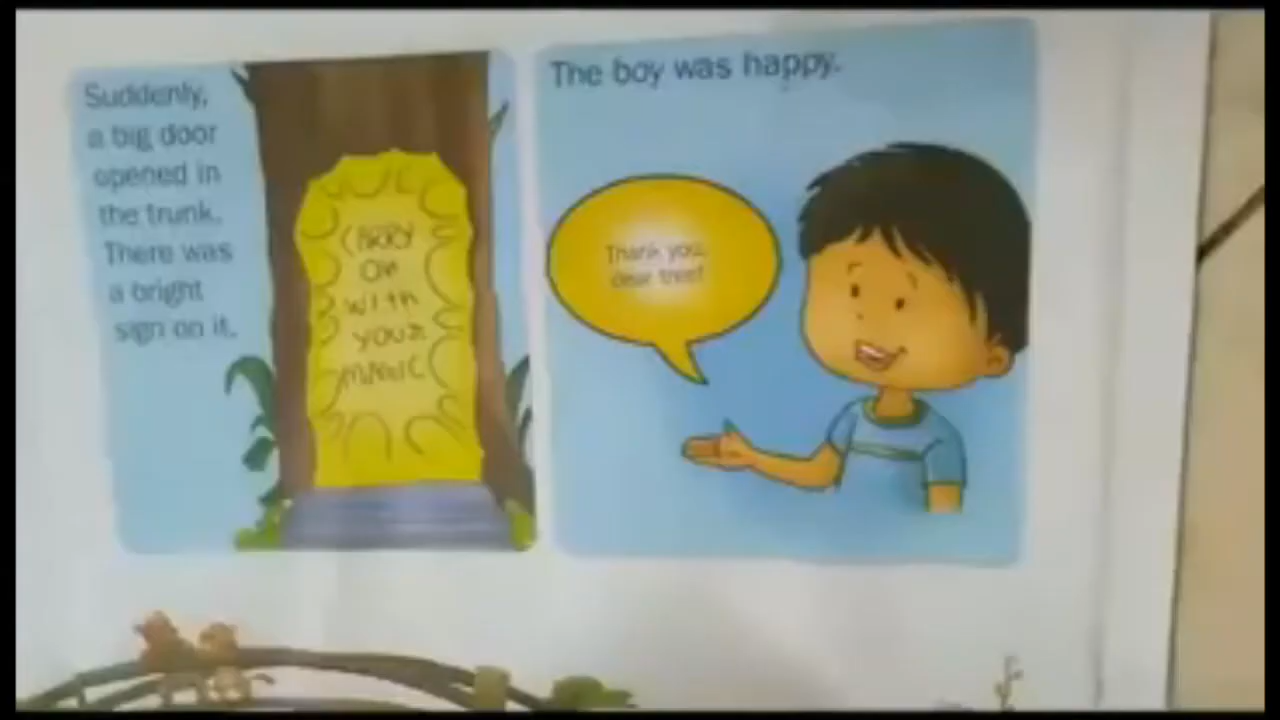 Suddenly,
a big door
opened in
the trunk.
There was
a bright
sign on it.
CARRY
ON
WITH
YOUR
MAGIC
The boy was happy.
Thank you,
dear tree!